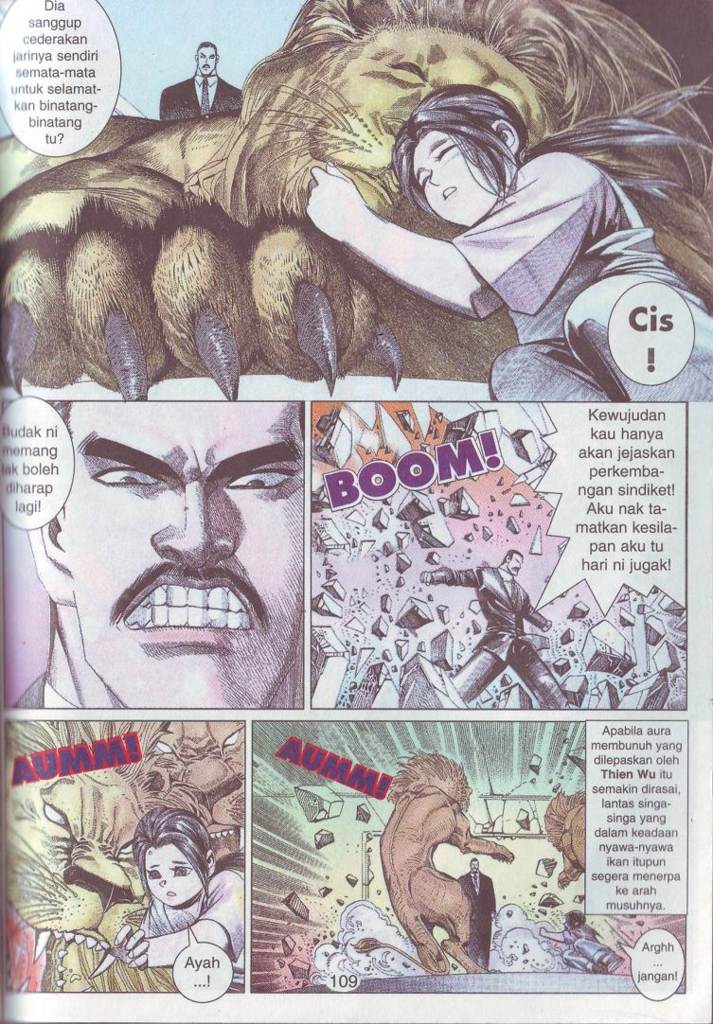 Dia
sanggup
cederakan
jarinya sendiri
semata-mata
untuk selamat-
kan binatang-
binatang
tu?
Cis
!
Budak ni
memang
tak boleh
diharap
lagi!
BOOM!
Kewujudan
kau hanya
akan jejaskan
perkemba-
ngan sindiket!
Aku nak ta-
matkan kesila-
pan aku tu
hari ni jugak!
AUMM!
Ayah
...!
AUMM!
Apabila aura
membunuh yang
dilepaskan oleh
Thien Wu itu
semakin dirasai,
lantas singa-
singa yang
dalam keadaan
nyawa-nyawa
ikan itupun
segera menerpa
ke arah
musuhnya.
Arghh
...
jangan!
109